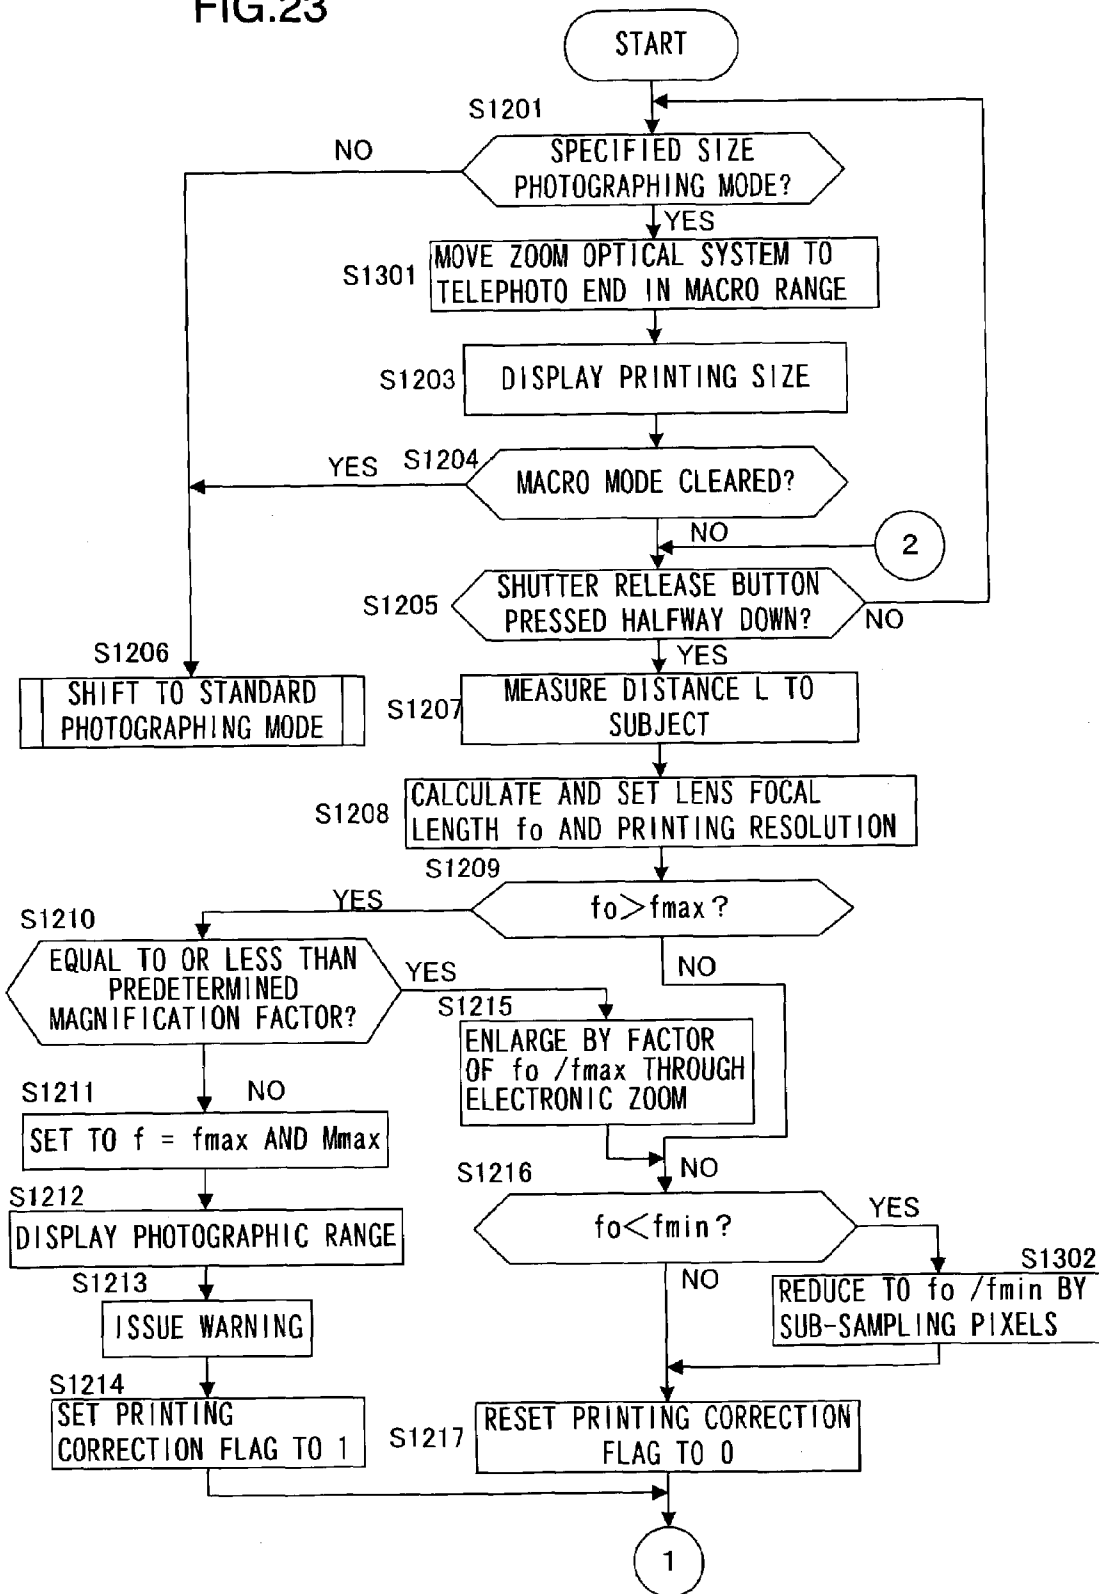 FIG.23
START
S1201
NO
SPECIFIED SIZE
PHOTOGRAPHING MODE?
YES
S1301
MOVE ZOOM OPTICAL SYSTEM TO
TELEPHOTO END IN MACRO RANGE
S1203
DISPLAY PRINTING SIZE
YES
S1204
MACRO MODE CLEARED?
NO
2
S1205
SHUTTER RELEASE BUTTON
PRESSED HALFWAY DOWN?
NO
YES
S1206
SHIFT TO STANDARD
PHOTOGRAPHING MODE
S1207
MEASURE DISTANCE L TO
SUBJECT
S1208
CALCULATE AND SET LENS FOCAL
LENGTH fo AND PRINTING RESOLUTION
S1209
YES
fo>fmax?
NO
S1210
EQUAL TO OR LESS THAN
PREDETERMINED
MAGNIFICATION FACTOR?
YES
S1215
ENLARGE BY FACTOR
OF fo /fmax THROUGH
ELECTRONIC ZOOM
NO
S1211
SET TO f = fmax AND Mmax
NO
S1216
fo<fmin?
YES
NO
S1212
DISPLAY PHOTOGRAPHIC RANGE
S1302
REDUCE TO fo /fmin BY
SUB-SAMPLING PIXELS
S1213
ISSUE WARNING
S1214
SET PRINTING
CORRECTION FLAG TO 1
S1217
RESET PRINTING CORRECTION
FLAG TO 0
1